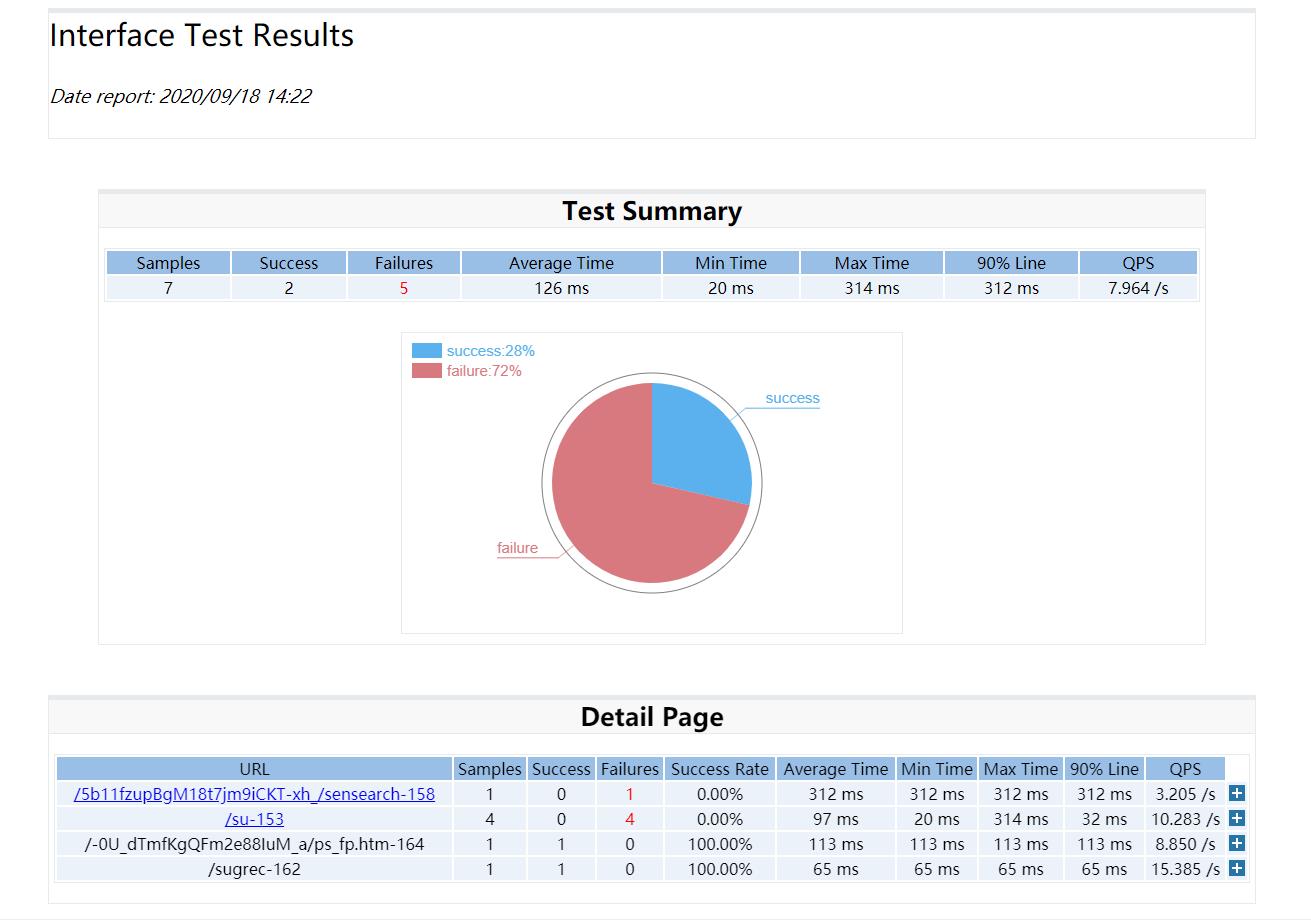 Interface Test Results
Date report: 2020/09/18 14:22
Test Summary
Samples Success Failures Average Time Min Time Max Time 90% Line QPS
7 2 5 126 ms 20 ms 314 ms 312 ms 7.964 /s
success:28%
failure:72%
success
failure
Detail Page
URL Samples Success Failures Success Rate Average Time Min Time Max Time 90% Line QPS
/5b11fzupBgM18t7jm9iCKT-xh_/sensearch-158 1 0 1 0.00% 312 ms 312 ms 312 ms 312 ms 3.205 /s
/su-153 4 0 4 0.00% 97 ms 20 ms 314 ms 32 ms 10.283 /s
/-0U_dTmfKgQFm2e88IuM_a/ps_fp.htm-164 1 1 0 100.00% 113 ms 113 ms 113 ms 113 ms 8.850 /s
/sugrec-162 1 1 0 100.00% 65 ms 65 ms 65 ms 65 ms 15.385 /s